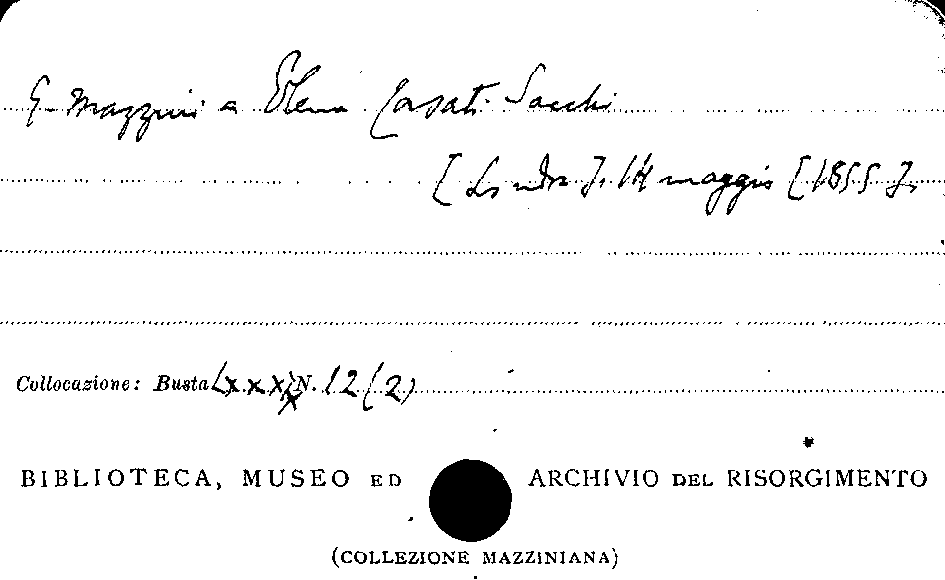 G. Mazzini a Elena Casati Sacchi
[Londra], 14 maggio [1855].
Collocazione: Busta LXXX N. 12 (2)
BIBLIOTECA, MUSEO ED ARCHIVIO DEL RISORGIMENTO
(COLLEZIONE MAZZINIANA)